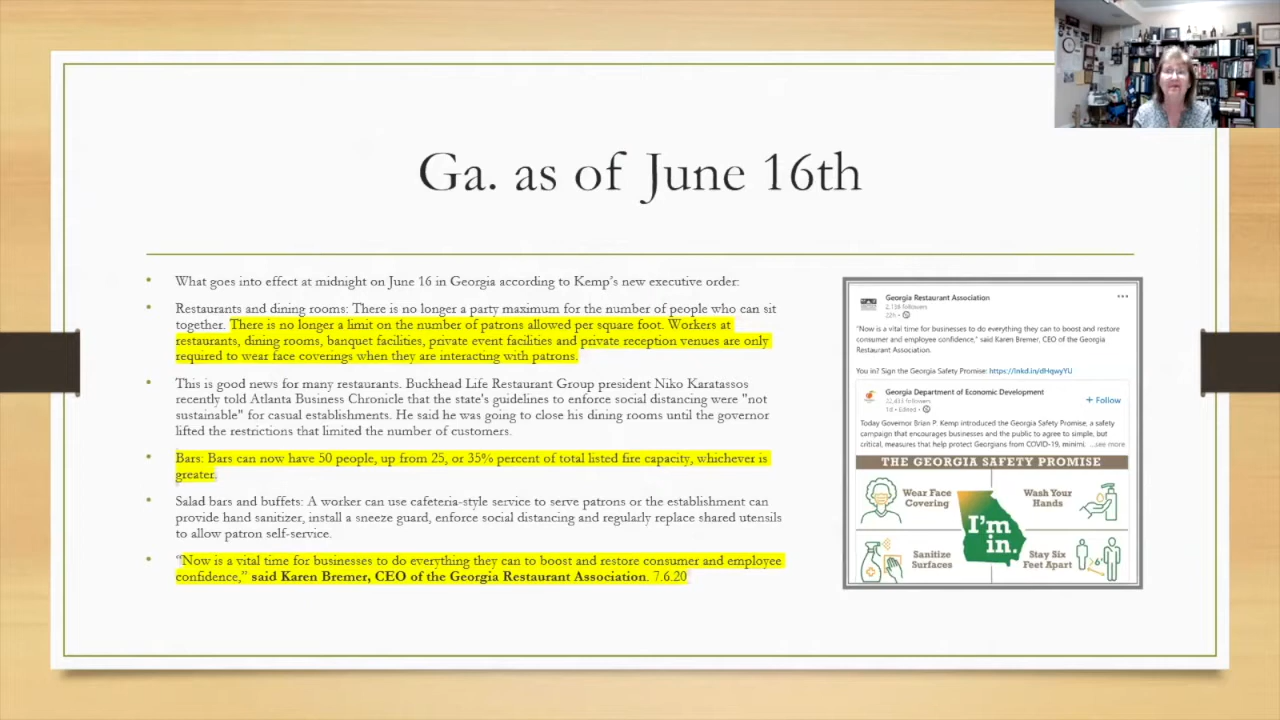 Ga. as of June 16th
• What goes into effect at midnight on June 16 in Georgia according to Kemp's new executive order:
• Restaurants and dining rooms: There is no longer a party maximum for the number of people who can sit
together. There is no longer a limit on the number of patrons allowed per square foot. Workers at
restaurants, dining rooms, banquet facilities, private event facilities and private reception venues are only
required to wear face coverings when they are interacting with patrons.
• This is good news for many restaurants. Buckhead Life Restaurant Group president Niko Karatassos
recently told Atlanta Business Chronicle that the state's guidelines to enforce social distancing were "not
sustainable" for casual establishments. He said he was going to close his dining rooms until the governor
lifted the restrictions that limited the number of customers.
• Bars: Bars can now have 50 people, up from 25, or 35% percent of total listed fire capacity, whichever is
greater.
• Salad bars and buffets: A worker can use cafeteria-style service to serve patrons or the establishment can
provide hand sanitizer, install a sneeze guard, enforce social distancing and regularly replace shared utensils
to allow patron self-service.
• "Now is a vital time for businesses to do everything they can to boost and restore consumer and employee
confidence," said Karen Bremer, CEO of the Georgia Restaurant Association. 7.6.20
Georgia Restaurant Association
2,138 followers
22h •
"Now is a vital time for businesses to do everything they can to boost and restore
consumer and employee confidence," said Karen Bremer, CEO of the Georgia
Restaurant Association.
You in? Sign the Georgia Safety Promise: https://lnkd.in/dHqwyYU
Georgia Department of Economic Development
22,433 followers
1d • Edited •
+ Follow
Today Governor Brian P. Kemp introduced the Georgia Safety Promise, a safety
campaign that encourages businesses and the public to agree to simple, but
critical, measures that help protect Georgians from COVID-19, minimi. ...see more
THE GEORGIA SAFETY PROMISE
Wear Face
Covering
Wash Your
Hands
I'm
in.
Sanitize
Surfaces
Stay Six
Feet Apart
6'